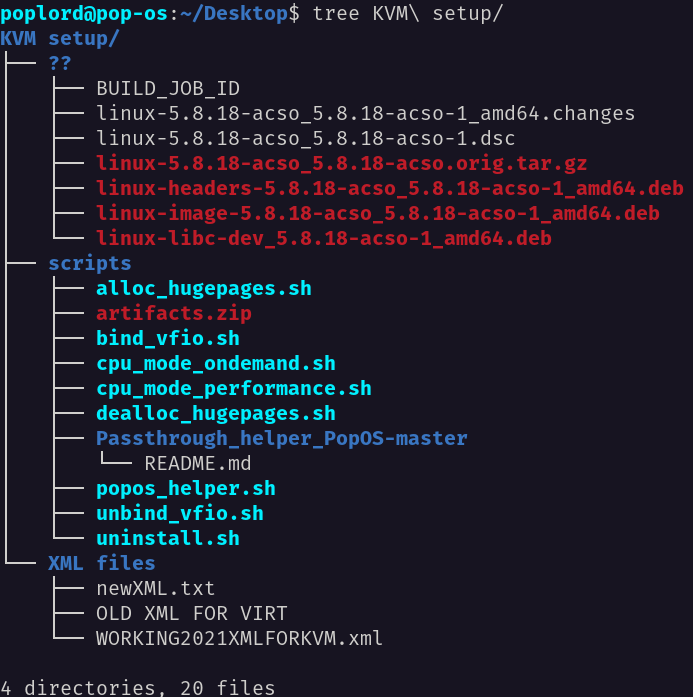 poplord@pop-os:~/Desktop$ tree KVM\ setup/
KVM setup/
├── ??
│   ├── BUILD_JOB_ID
│   ├── linux-5.8.18-acso_5.8.18-acso-1_amd64.changes
│   ├── linux-5.8.18-acso_5.8.18-acso-1.dsc
│   ├── linux-5.8.18-acso_5.8.18-acso.orig.tar.gz
│   ├── linux-headers-5.8.18-acso_5.8.18-acso-1_amd64.deb
│   ├── linux-image-5.8.18-acso_5.8.18-acso-1_amd64.deb
│   └── linux-libc-dev_5.8.18-acso-1_amd64.deb
├── scripts
│   ├── alloc_hugepages.sh
│   ├── artifacts.zip
│   ├── bind_vfio.sh
│   ├── cpu_mode_ondemand.sh
│   ├── cpu_mode_performance.sh
│   ├── dealloc_hugepages.sh
│   ├── Passthrough_helper_PopOS-master
│   │   └── README.md
│   ├── popos_helper.sh
│   ├── unbind_vfio.sh
│   └── uninstall.sh
└── XML files
    ├── newXML.txt
    ├── OLD XML FOR VIRT
    └── WORKING2021XMLFORKVM.xml

4 directories, 20 files